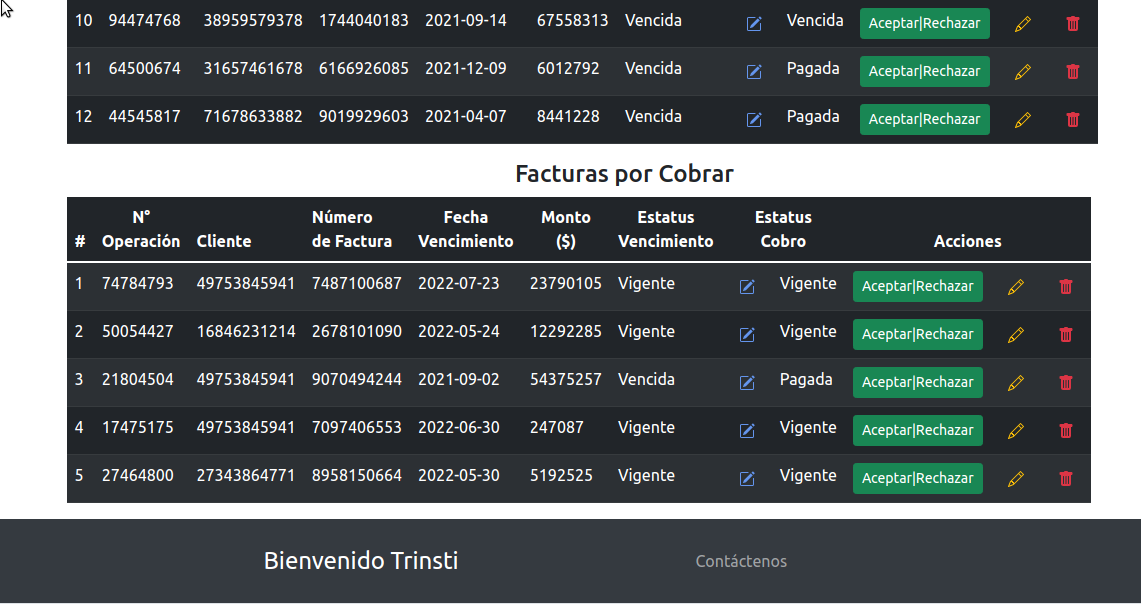 10 94474768 38959579378 1744040183 2021-09-14 67558313 Vencida Vencida Aceptar|Rechazar
11 64500674 31657461678 6166926085 2021-12-09 6012792 Vencida Pagada Aceptar|Rechazar
12 44545817 71678633882 9019929603 2021-04-07 8441228 Vencida Pagada Aceptar|Rechazar
Facturas por Cobrar
N° Número Fecha Monto Estatus Estatus
# Operación Cliente de Factura Vencimiento ($) Vencimiento Cobro Acciones
1 74784793 49753845941 7487100687 2022-07-23 23790105 Vigente Vigente Aceptar|Rechazar
2 50054427 16846231214 2678101090 2022-05-24 12292285 Vigente Vigente Aceptar|Rechazar
3 21804504 49753845941 9070494244 2021-09-02 54375257 Vencida Pagada Aceptar|Rechazar
4 17475175 49753845941 7097406553 2022-06-30 247087 Vigente Vigente Aceptar|Rechazar
5 27464800 27343864771 8958150664 2022-05-30 5192525 Vigente Vigente Aceptar|Rechazar
Bienvenido Trinsti Contáctenos